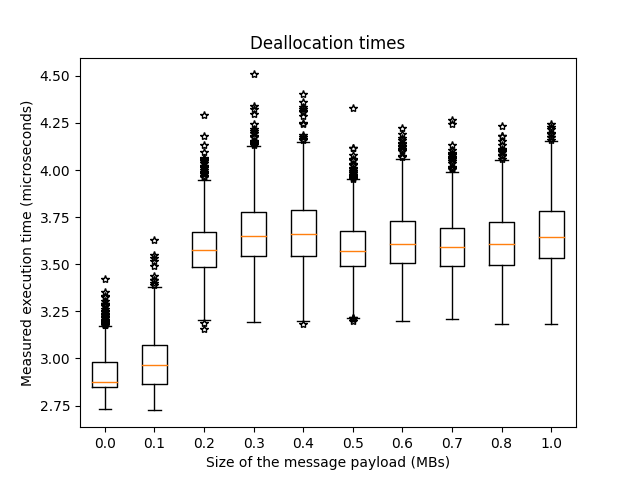 Deallocation times
Measured execution time (microseconds)
4.50
4.25
4.00
3.75
3.50
3.25
3.00
2.75
0.0 0.1 0.2 0.3 0.4 0.5 0.6 0.7 0.8 1.0
Size of the message payload (MBs)